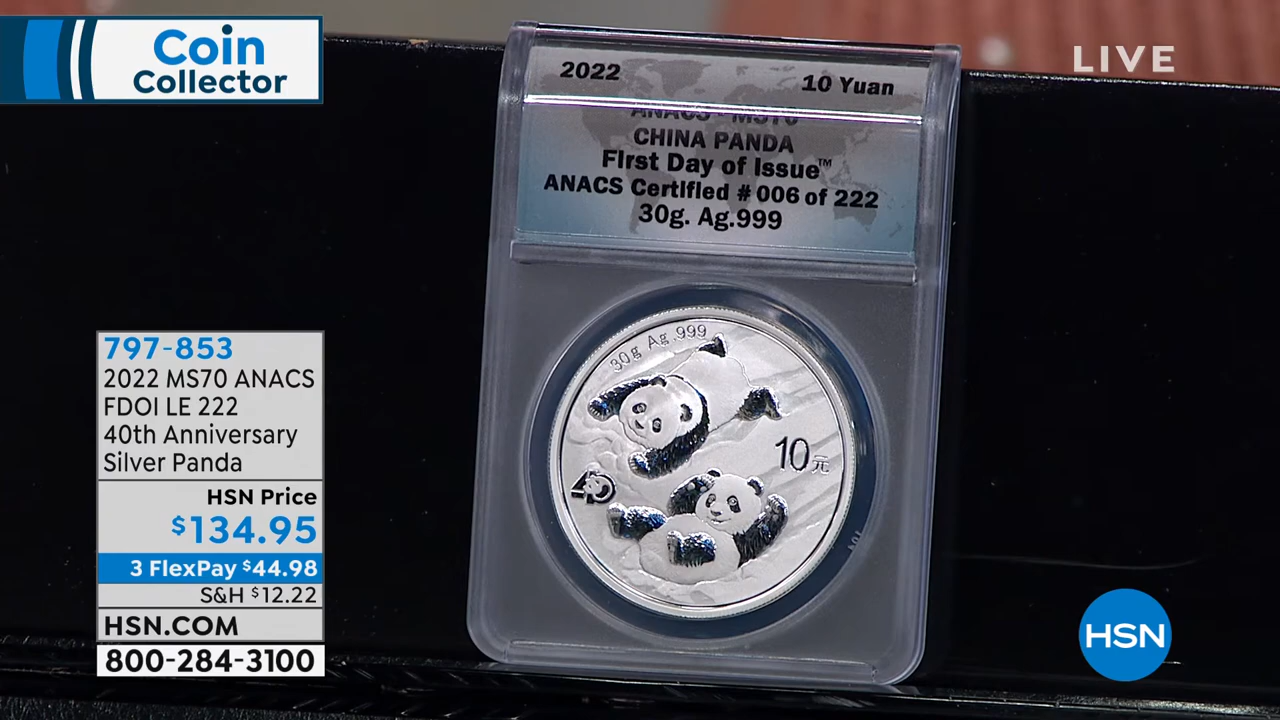 Coin
Collector
LIVE
2022
10 Yuan
ANACS - MS70
CHINA PANDA
First Day of Issue™
ANACS Certified # 006 of 222
30g. Ag.999
30g Ag.999
10元
40
797-853
2022 MS70 ANACS
FDOI LE 222
40th Anniversary
Silver Panda
HSN Price
$134.95
3 FlexPay $44.98
S&H $12.22
HSN.COM
800-284-3100
HSN